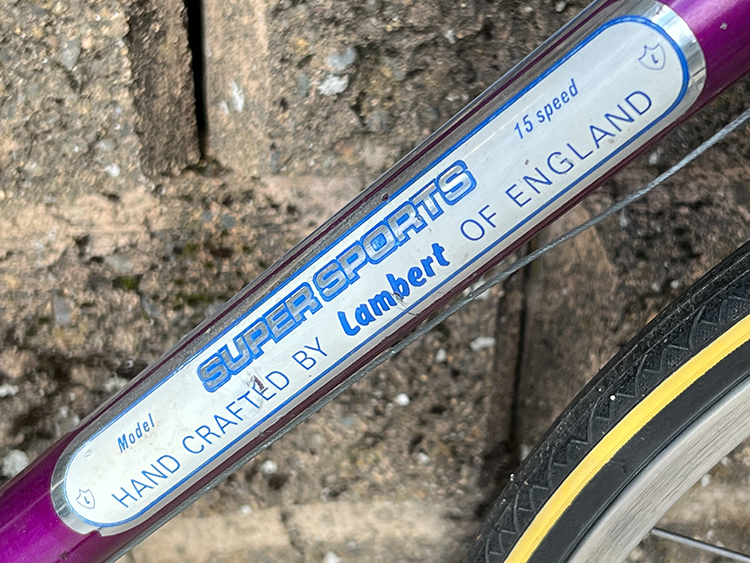 L
15 speed
Model SUPER SPORTS
HAND CRAFTED BY Lambert OF ENGLAND
L